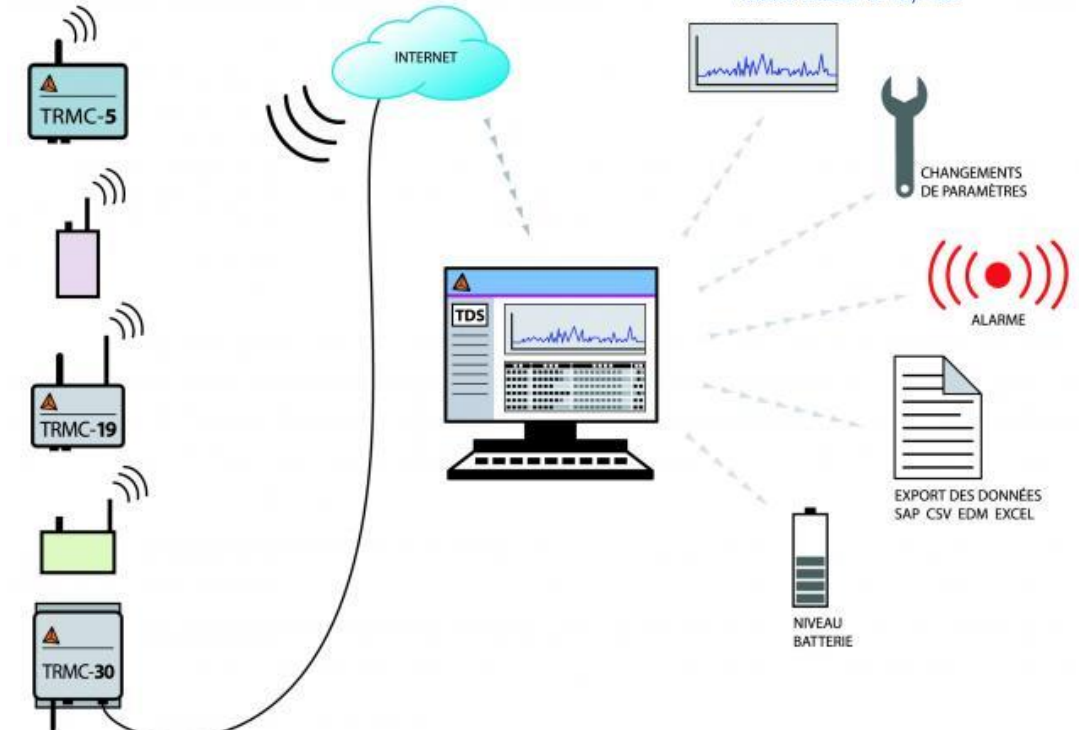 INTERNET
TRMC-5
CHANGEMENTS
DE PARAMÈTRES
TDS
ALARME
TRMC-19
EXPORT DES DONNÉES
SAP CSV EDM EXCEL
NIVEAU
BATTERIE
TRMC-30